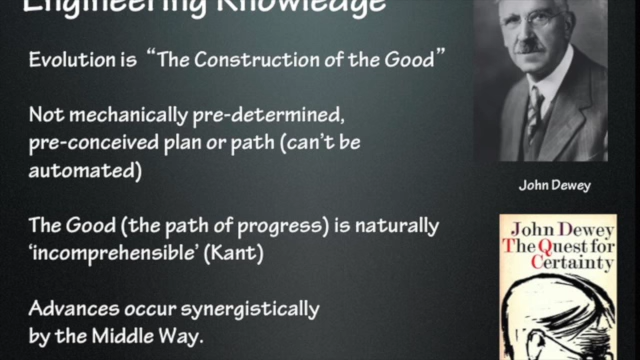 Engineering Knowledge
Evolution is “The Construction of the Good”
Not mechanically pre-determined,
pre-conceived plan or path (can’t be
automated)
The Good (the path of progress) is naturally
‘incomprehensible’ (Kant)
Advances occur synergistically
by the Middle Way.
John Dewey
John Dewey
The Quest for
Certainty